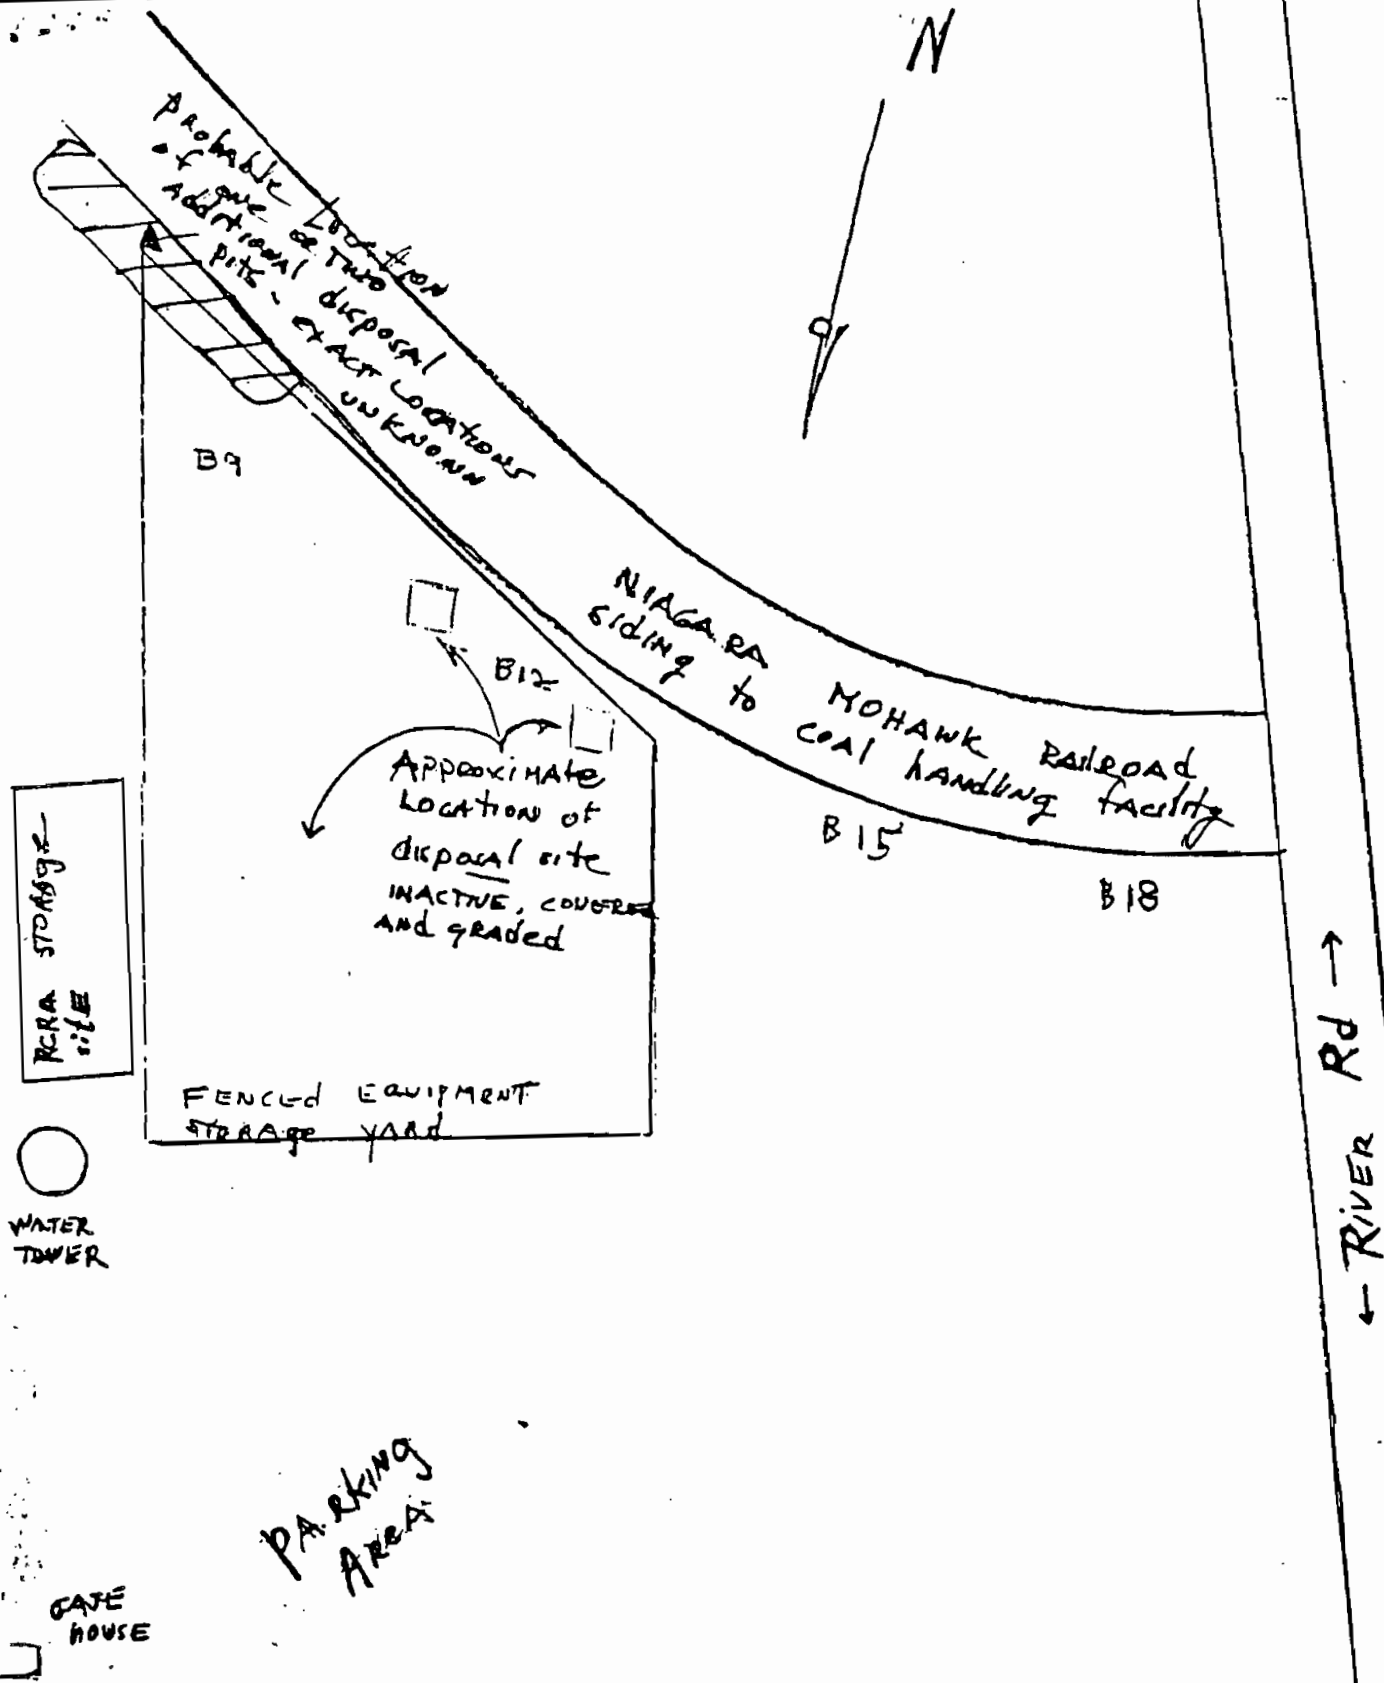 N
probable Location
of one or Two
Additional disposal
pits - exact Locations
unknown
B9
NIAGARA MOHAWK RAILROAD
siding to coal handling facility
B12
Approximate
Location of
disposal site
INACTIVE, covered
And graded
B15
B18
RCRA storage
site
← River Rd →
Fenced Equipment
storage yard
WATER
TOWER
PARKING
AREA
GATE
HOUSE